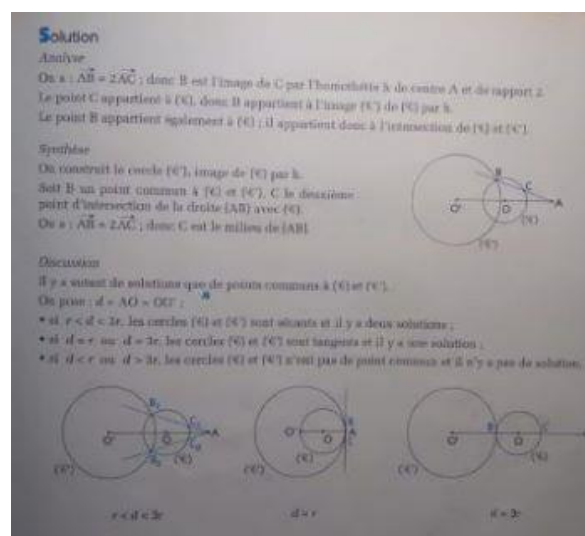 Solution
Analyse
On a : AB = 2AC ; donc B est l'image de C par l'homothétie h de centre A et de rapport 2.
Le point C appartient à (C), donc B appartient à l'image (C') de (C) par h.
Le point B appartient également à (C) ; il appartient donc à l'intersection de (C) et (C').
Synthèse
On construit le cercle (C'), image de (C) par h.
Soit B un point commun à (C) et (C'), C le deuxième
point d'intersection de la droite (AB) avec (C).
On a : AB = 2AC ; donc C est le milieu de [AB].
B
C
O'
O
A
(C)
(C')
Discussion
Il y a autant de solutions que de points communs à (C) et (C').
On pose : d = AO = OO' ;
• si r < d < 3r, les cercles (C) et (C') sont sécants et il y a deux solutions ;
• si d = r ou d = 3r, les cercles (C) et (C') sont tangents et il y a une solution ;
• si d < r ou d > 3r, les cercles (C) et (C') n'ont pas de point commun et il n'y a pas de solution.
B₁
C₁
O'
O
A
B₂
C₂
(C)
(C')
r < d < 3r
O'
O
B
A
C
(C)
(C')
d = r
O'
B
O
C
(C)
(C')
d = 3r